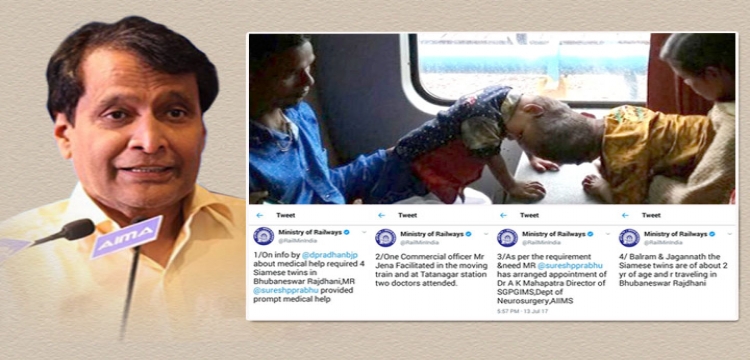 AIMA
Tweet
Ministry of Railways
@RailMinIndia
1/On info by @dpradhanbjp
about medical help required 4
Siamese twins in
Bhubaneswar Rajdhani,MR
@sureshpprabhu provided
prompt medical help
Tweet
Ministry of Railways
@RailMinIndia
2/One Commercial officer Mr
Jena Facilitated in the moving
train and at Tatanagar station
two doctors attended.
Tweet
Ministry of Railways
@RailMinIndia
3/As per the requirement
&need MR @sureshpprabhu
has arranged appointment of
Dr A K Mahapatra Director of
SGPGIMS,Dept of
Neurosurgery,AIIMS
8:57 PM · 13 Jul 17
Tweet
Ministry of Railways
@RailMinIndia
4/ Balram & Jagannath the
Siamese twins are of about 2
yr of age and r traveling in
Bhubaneswar Rajdhani